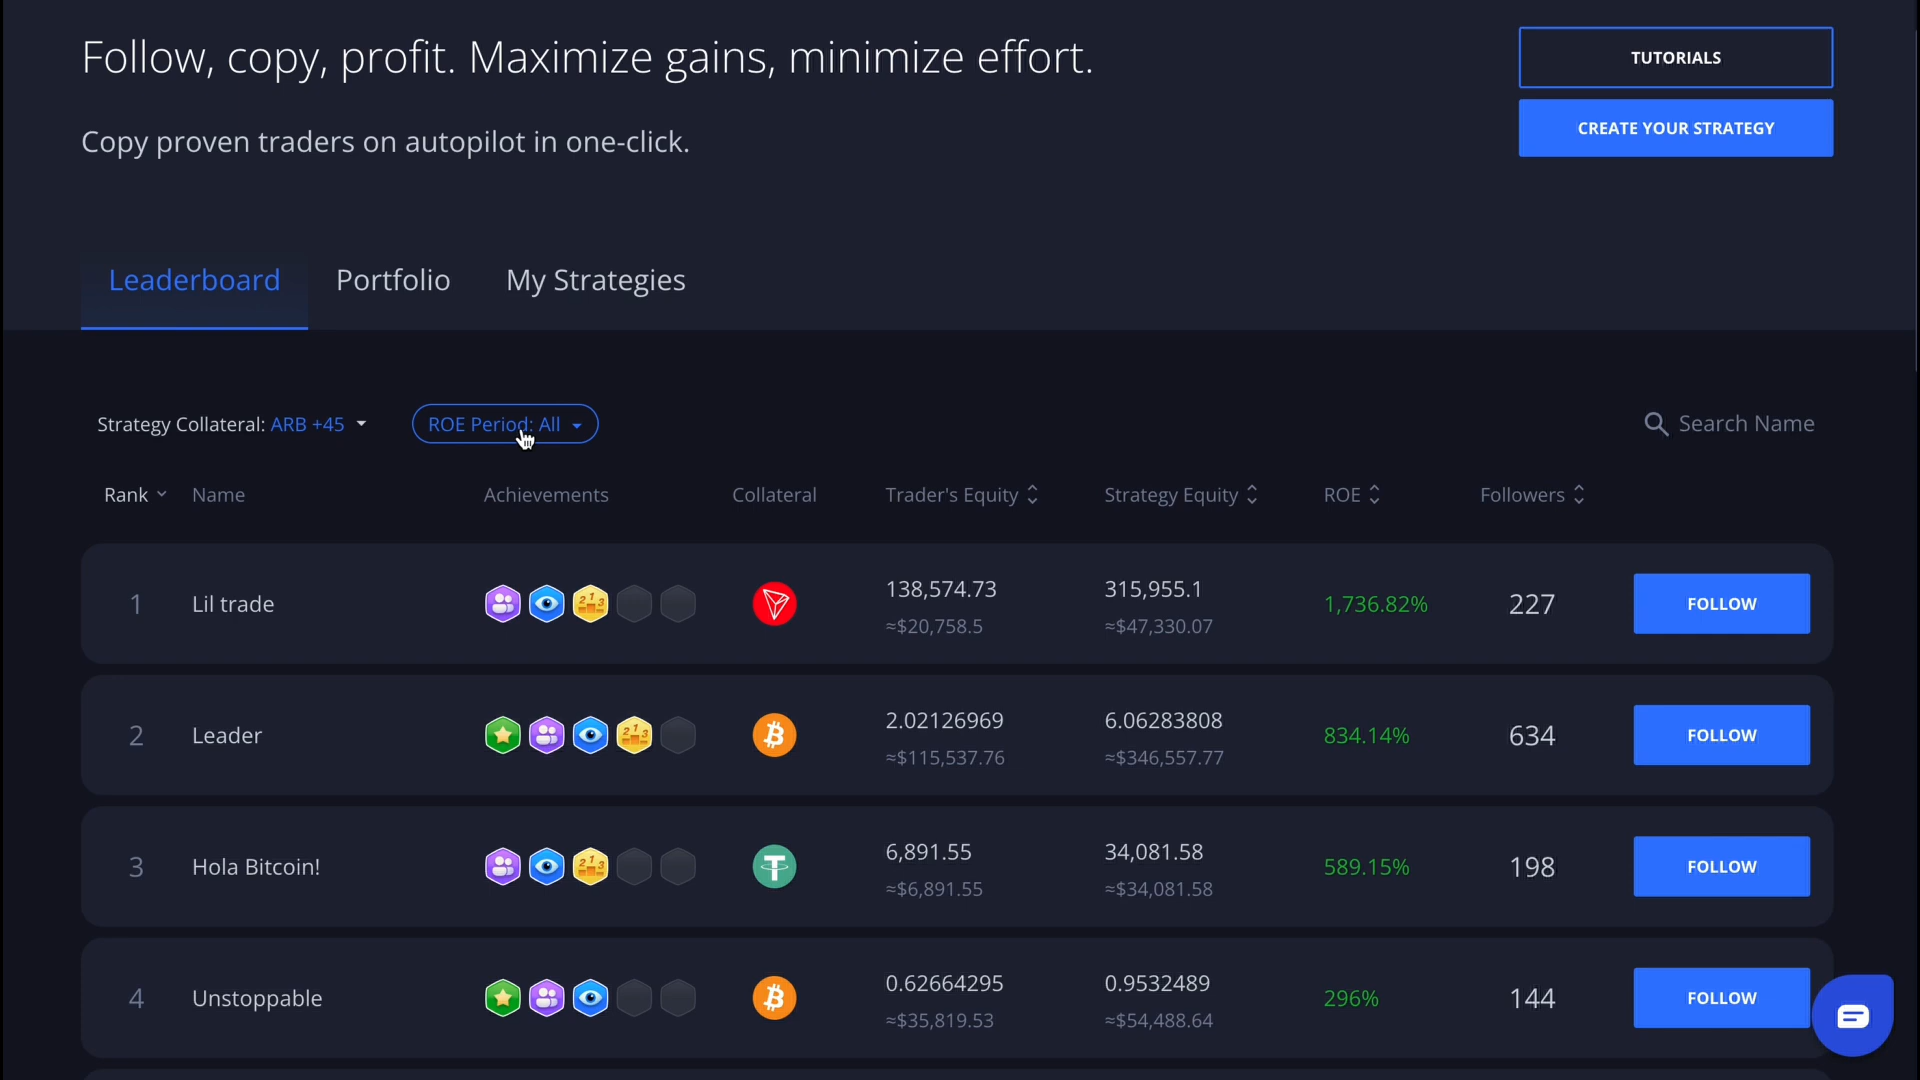 Follow, copy, profit. Maximize gains, minimize effort.
TUTORIALS
CREATE YOUR STRATEGY
Copy proven traders on autopilot in one-click.
Leaderboard Portfolio My Strategies
Strategy Collateral: ARB +45 ROE Period: All Search Name
Rank Name Achievements Collateral Trader's Equity Strategy Equity ROE Followers
1 Lil trade 138,574.73 315,955.1 1,736.82% 227 FOLLOW
≈$20,758.5 ≈$47,330.07
2 Leader 2.02126969 6.06283808 834.14% 634 FOLLOW
≈$115,537.76 ≈$346,557.77
3 Hola Bitcoin! 6,891.55 34,081.58 589.15% 198 FOLLOW
≈$6,891.55 ≈$34,081.58
4 Unstoppable 0.62664295 0.9532489 296% 144 FOLLOW
≈$35,819.53 ≈$54,488.64